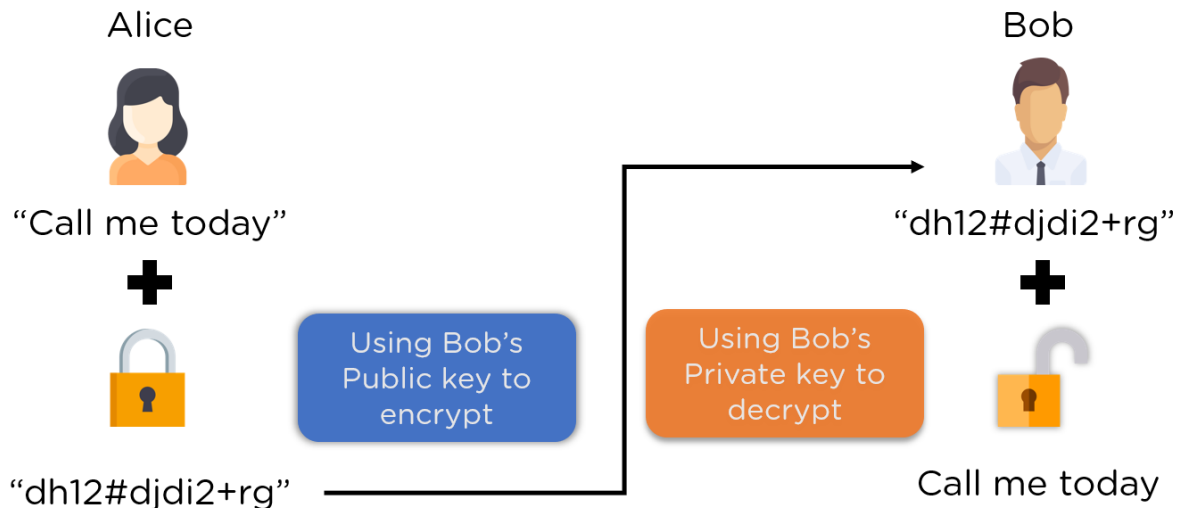 Alice
Bob
“Call me today”
“dh12#djdi2+rg”
Using Bob’s
Public key to
encrypt
Using Bob’s
Private key to
decrypt
“dh12#djdi2+rg”
Call me today